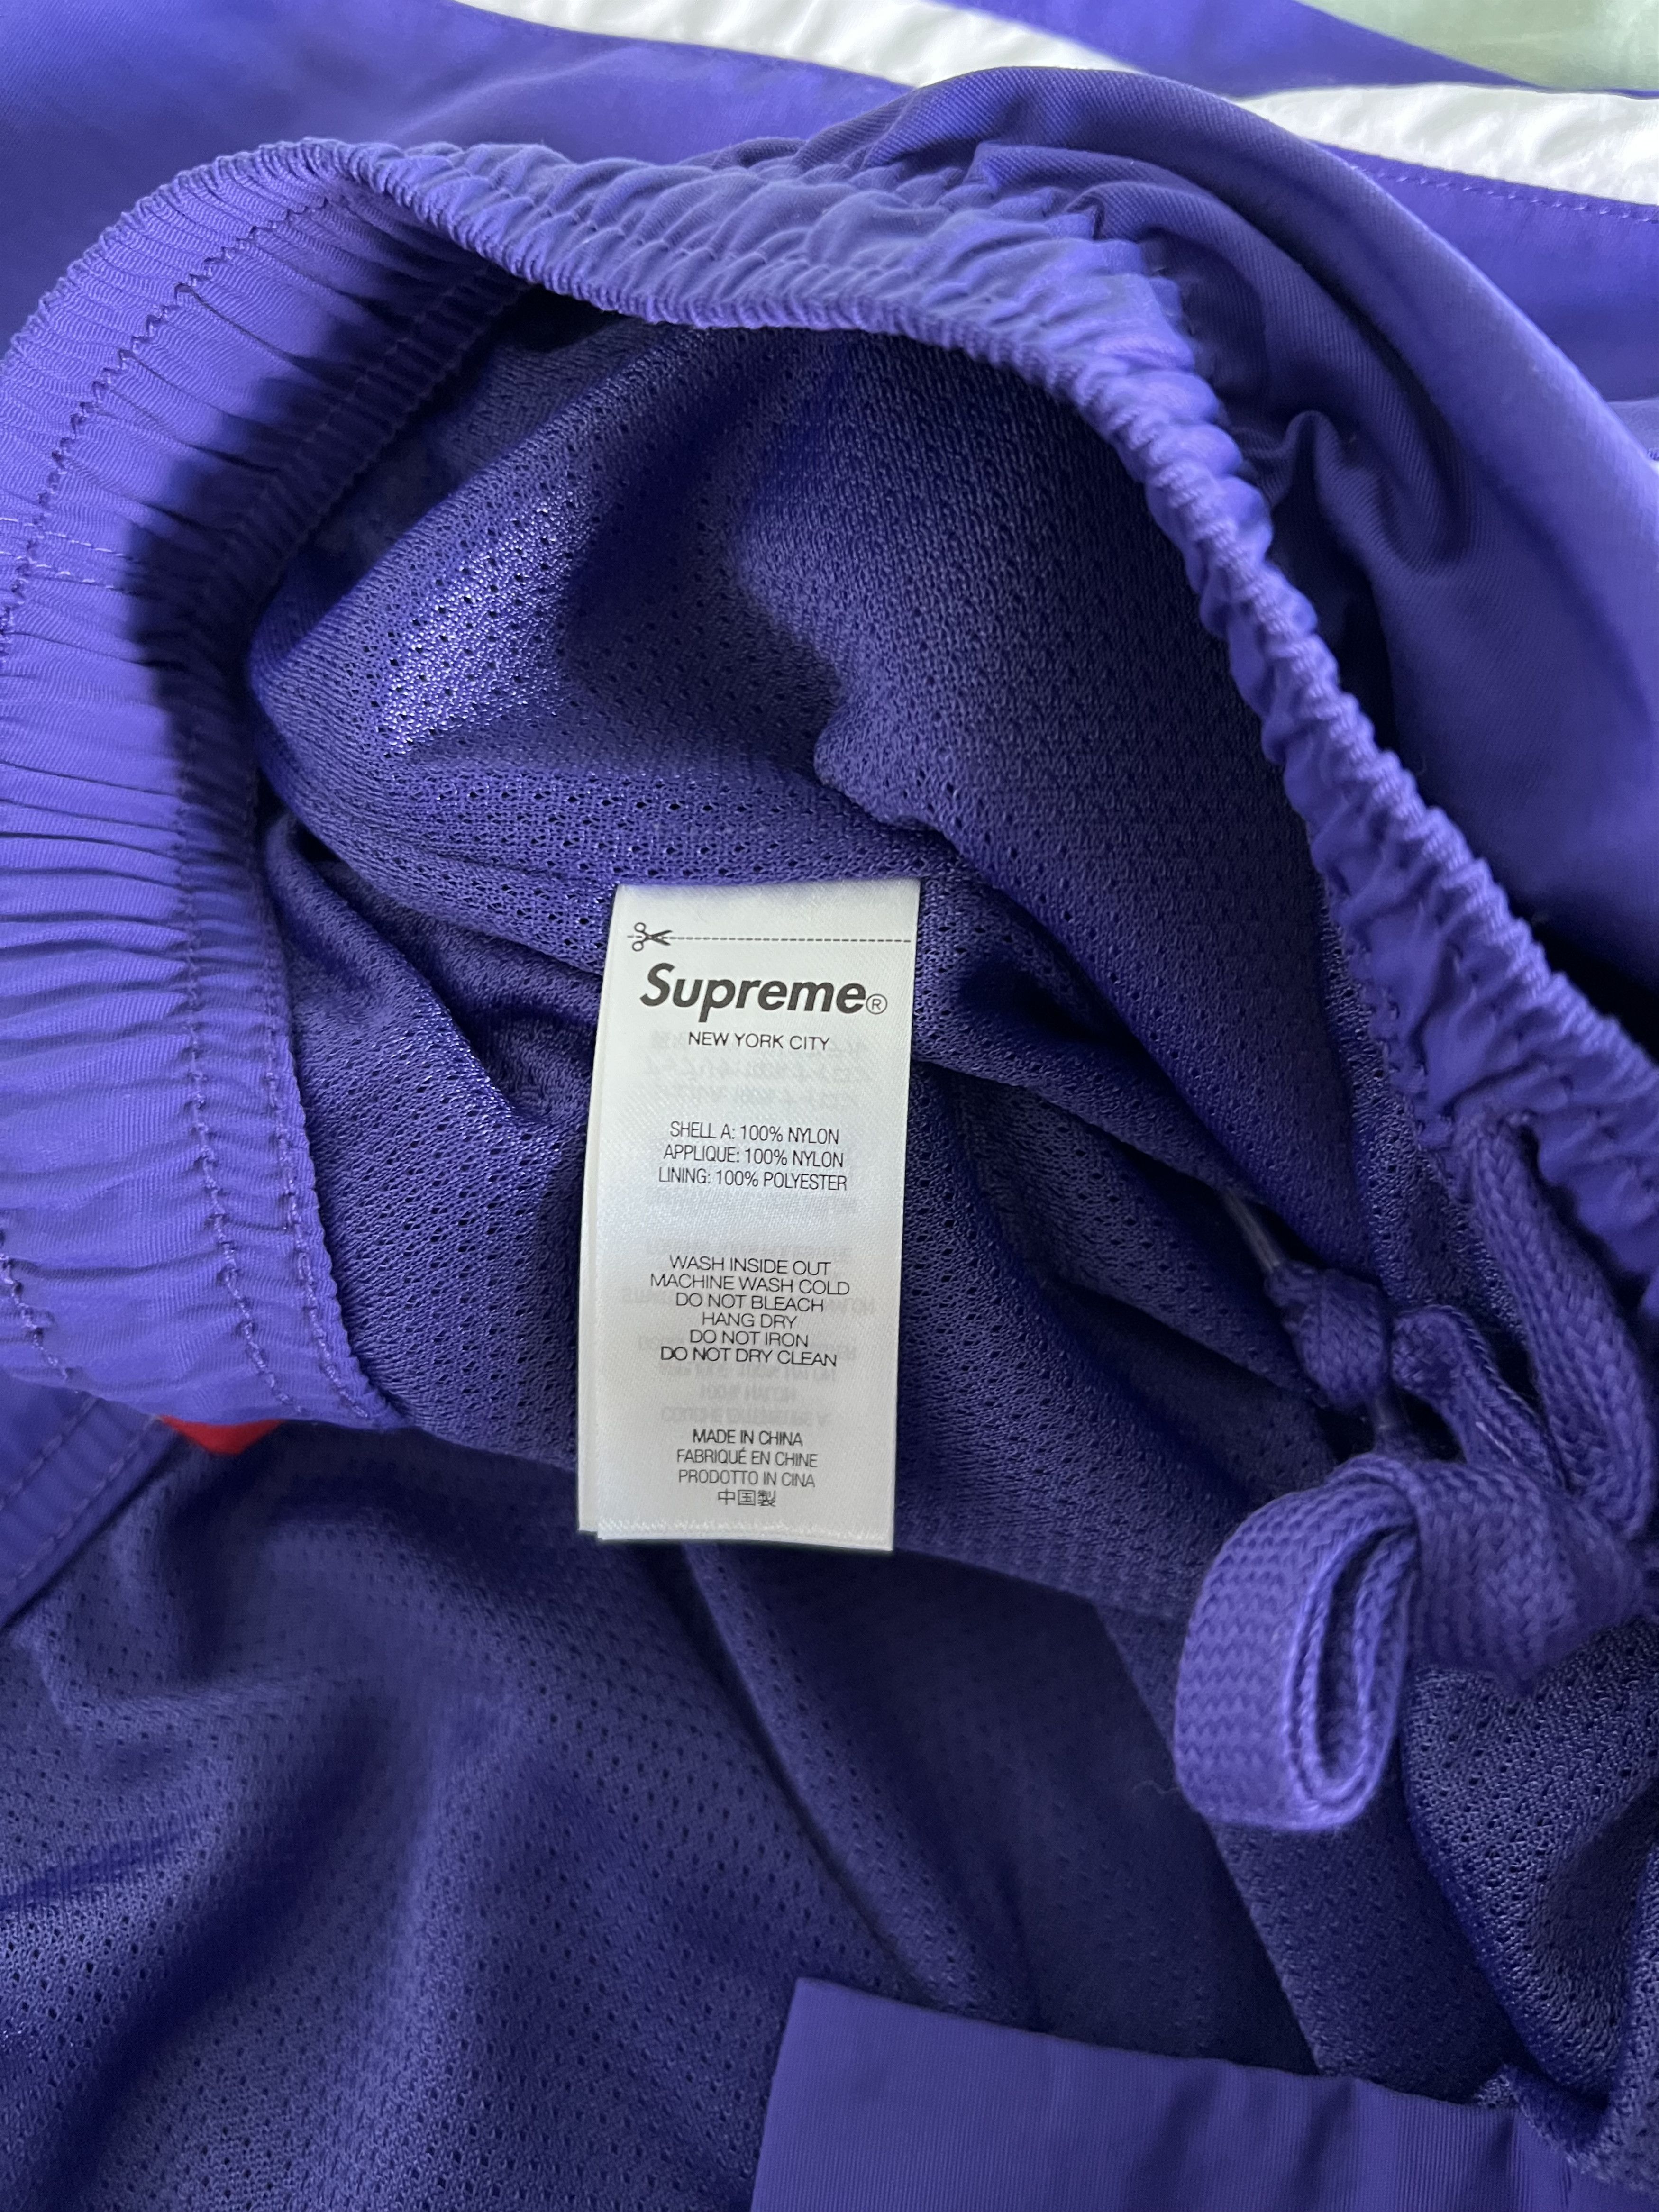 Supreme®
NEW YORK CITY
SHELL A: 100% NYLON
APPLIQUE: 100% NYLON
LINING: 100% POLYESTER
WASH INSIDE OUT
MACHINE WASH COLD
DO NOT BLEACH
HANG DRY
DO NOT IRON
DO NOT DRY CLEAN
MADE IN CHINA
FABRIQUÉ EN CHINE
PRODOTTO IN CINA
中国製